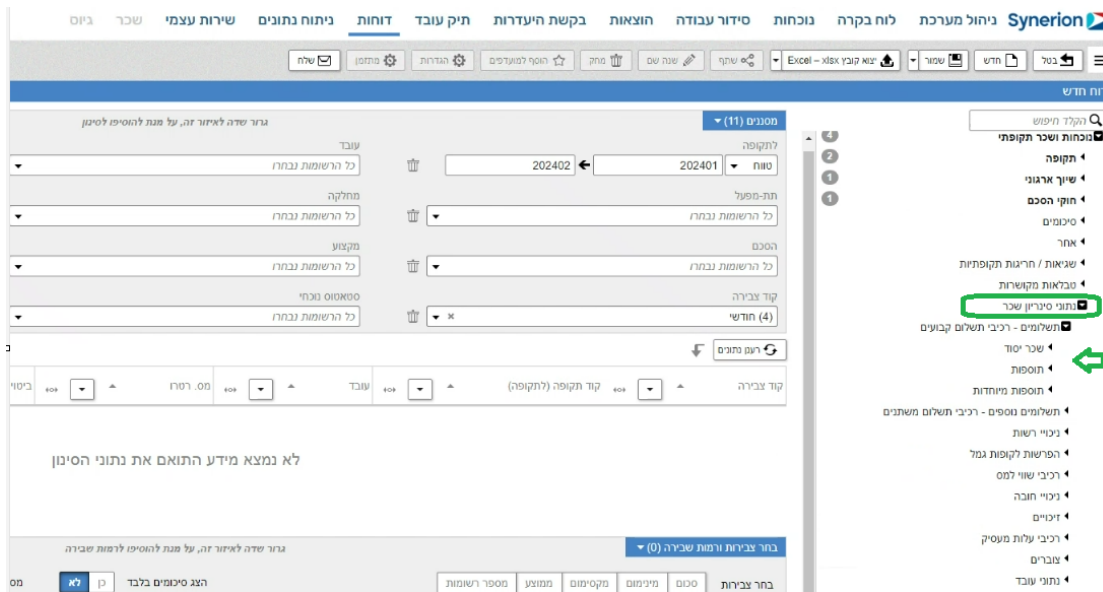 Synerion ניהול מערכת לוח בקרה נוכחות סידור עבודה הוצאות בקשת היעדרות תיק עובד דוחות ניתוח נתונים שירות עצמי שכר גיוס
בטל חדש שמור יצוא קובץ Excel – xlsx שתף שנה שם מחק הוסף למועדפים הגדרות מתזמן שלח
וח חדש
הקלד חיפוש
נוכחות ושכר תקופתי 4
תקופה 2
שיוך ארגוני 1
חוקי הסכם 1
סיכומים
אחר
שגיאות / חריגות תקופתיות
טבלאות מקושרות
נתוני סינריון שכר
תשלומים - רכיבי תשלום קבועים
שכר יסוד
תוספות
תוספות מיוחדות
תשלומים נוספים - רכיבי תשלום משתנים
ניכויי רשות
הפרשות לקופות גמל
רכיבי שווי למס
ניכויי חובה
זיכויים
רכיבי עלות מעסיק
צוברים
נתוני עובד
מסננים (11) גרור שדה לאיזור זה, על מנת להוסיפו לסינון
לתקופה עובד
טווח 202401 202402 כל הרשומות נבחרו
תת-מפעל מחלקה
כל הרשומות נבחרו כל הרשומות נבחרו
הסכם מקצוע
כל הרשומות נבחרו כל הרשומות נבחרו
קוד צבירה סטאטוס נוכחי
(4) חודשי × כל הרשומות נבחרו
רענן נתונים
קוד צבירה קוד תקופה (לתקופה) עובד מס. רטרו ביטוי
לא נמצא מידע התואם את נתוני הסינון
בחר צבירות ורמות שבירה (0) גרור שדה לאיזור זה, על מנת להוסיפו לרמות שבירה
בחר צבירות סכום מינימום מקסימום ממוצע מספר רשומות הצג סיכומים בלבד כן לא מס